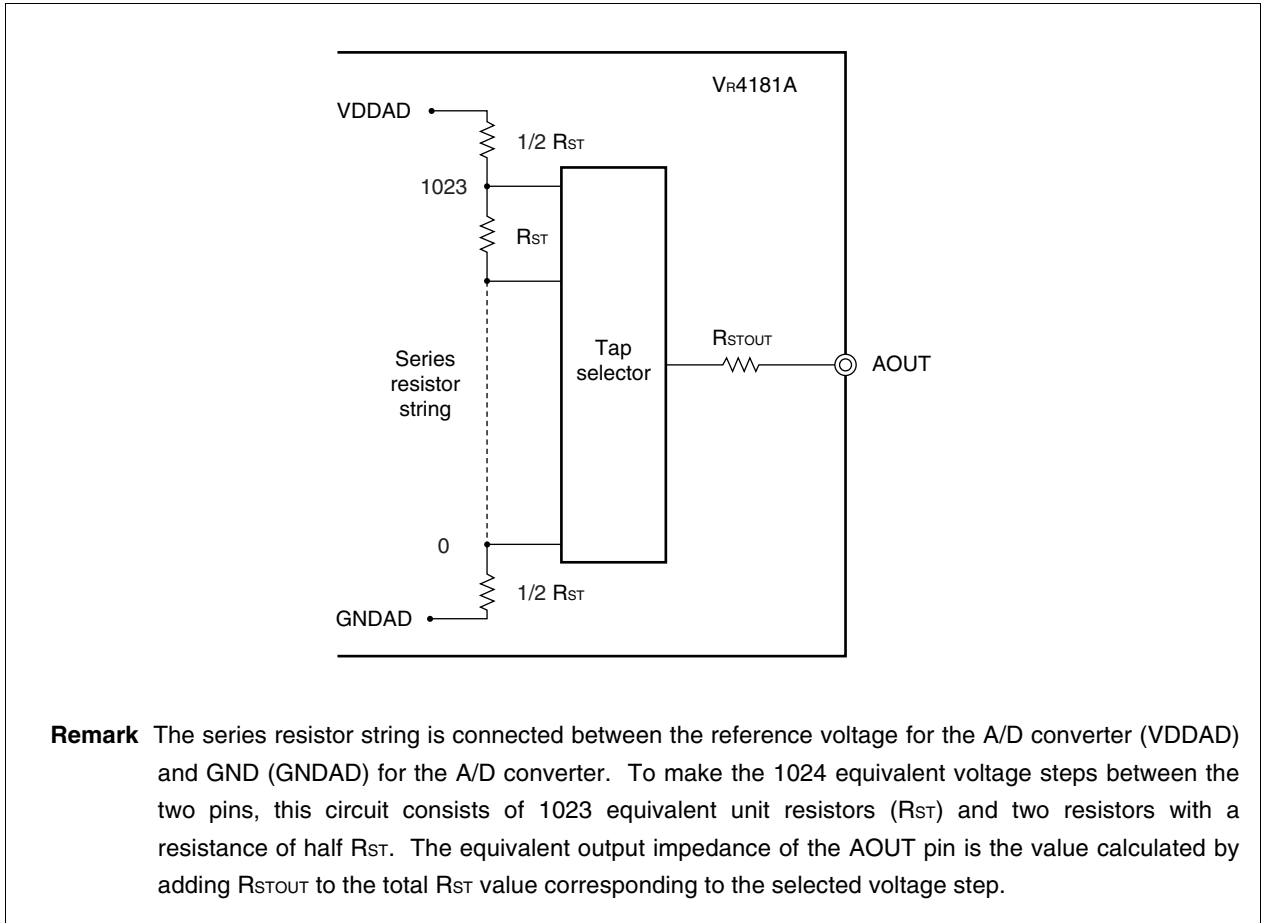 VR4181A
VDDAD
1/2 RST
1023
RST
Series
resistor
string
Tap
selector
RSTOUT
AOUT
0
1/2 RST
GNDAD
Remark The series resistor string is connected between the reference voltage for the A/D converter (VDDAD)
and GND (GNDAD) for the A/D converter. To make the 1024 equivalent voltage steps between the
two pins, this circuit consists of 1023 equivalent unit resistors (RST) and two resistors with a
resistance of half RST. The equivalent output impedance of the AOUT pin is the value calculated by
adding RSTOUT to the total RST value corresponding to the selected voltage step.